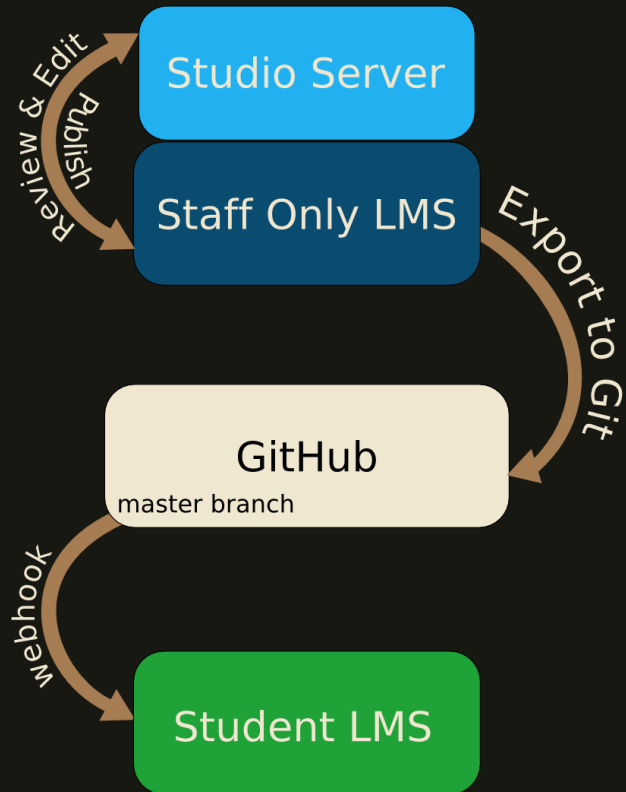 Studio Server
Review & Edit
Publish
Staff Only LMS
Export to Git
GitHub
master branch
webhook
Student LMS